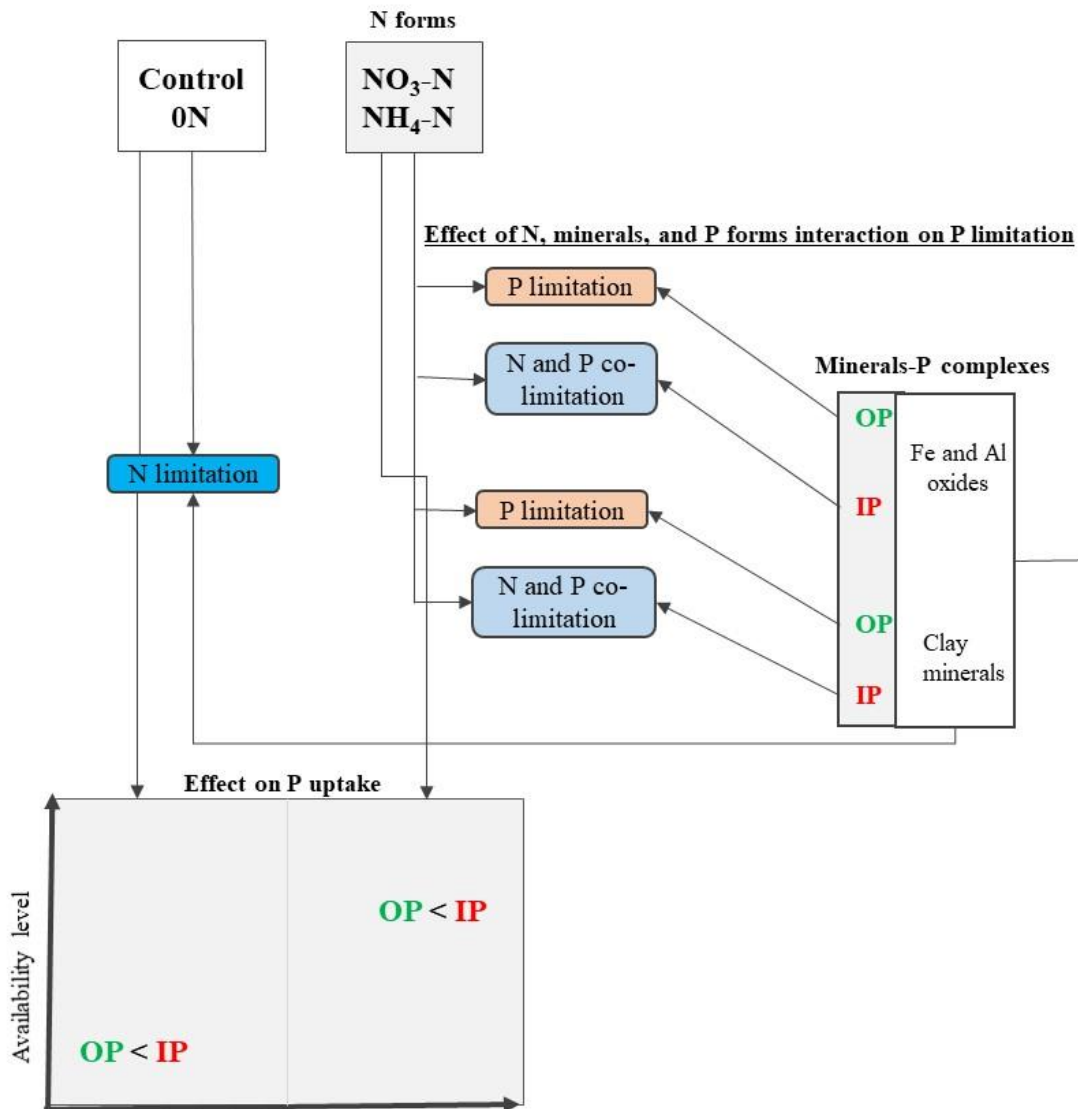 N forms
Control
0N
NO₃-N
NH₄-N
Effect of N, minerals, and P forms interaction on P limitation
P limitation
N and P co-
limitation
Minerals-P complexes
OP
Fe and Al
oxides
IP
N limitation
P limitation
N and P co-
limitation
OP
Clay
minerals
IP
Effect on P uptake
Availability level
OP < IP
OP < IP